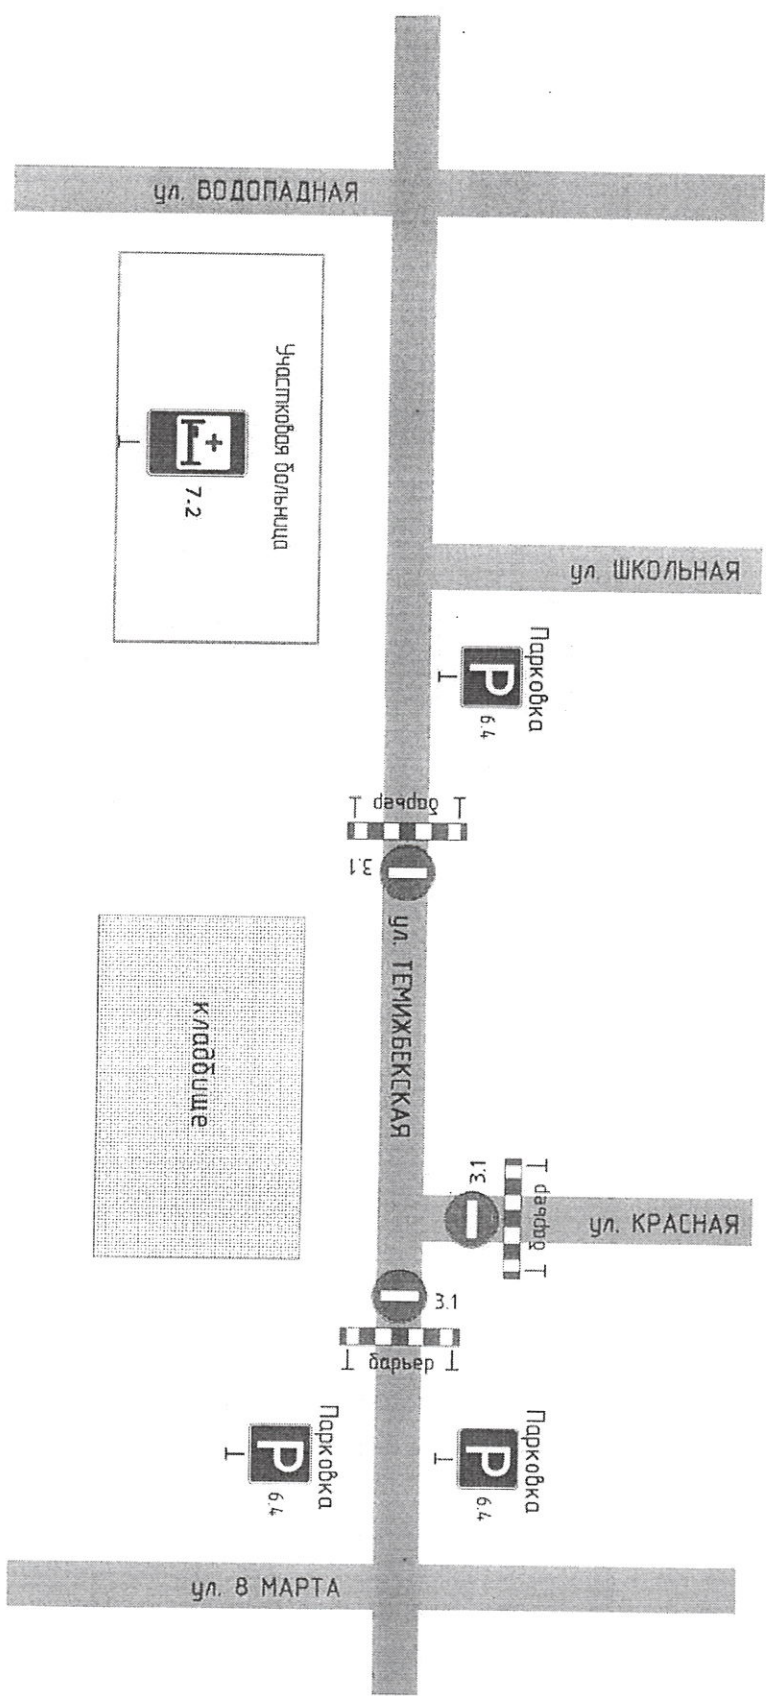 ул. ВОДОПАДНАЯ
Участковая больница
7.2
ул. ШКОЛЬНАЯ
Парковка
P
6.4
барьер
3.1
ул. ТЕМИЖБЕКСКАЯ
кладбище
3.1
барьер
ул. КРАСНАЯ
3.1
барьер
Парковка
P
6.4
Парковка
P
6.4
ул. 8 МАРТА